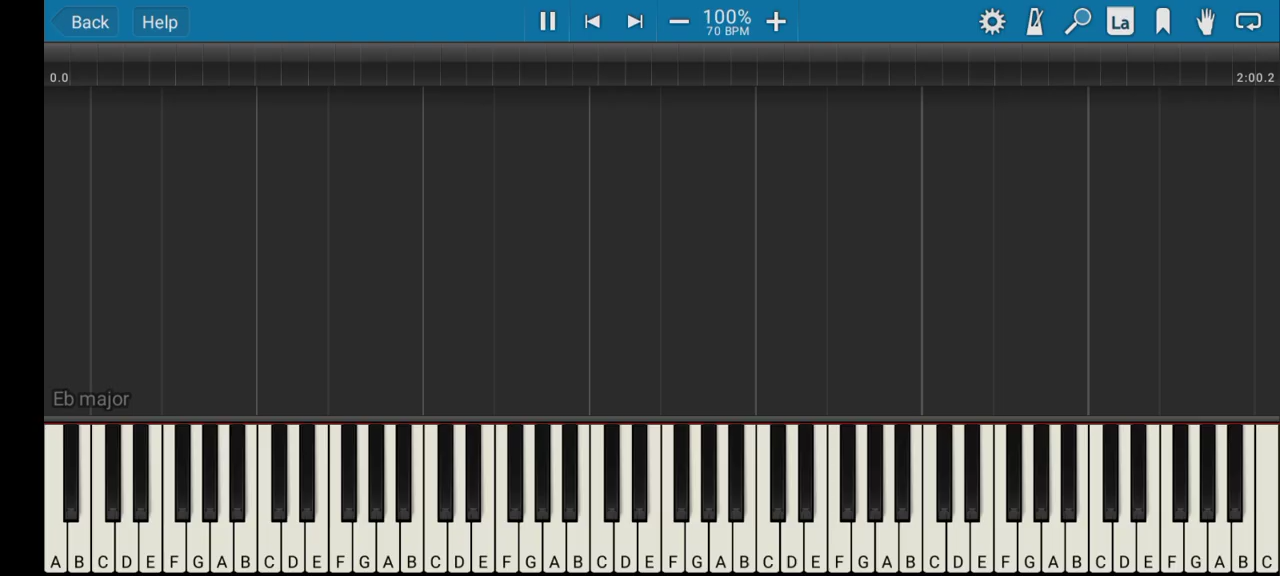 Back Help 100% La
70 BPM
0.0 2:00.2
Eb major
A B C D E F G A B C D E F G A B C D E F G A B C D E F G A B C D E F G A B C D E F G A B C D E F G A B C